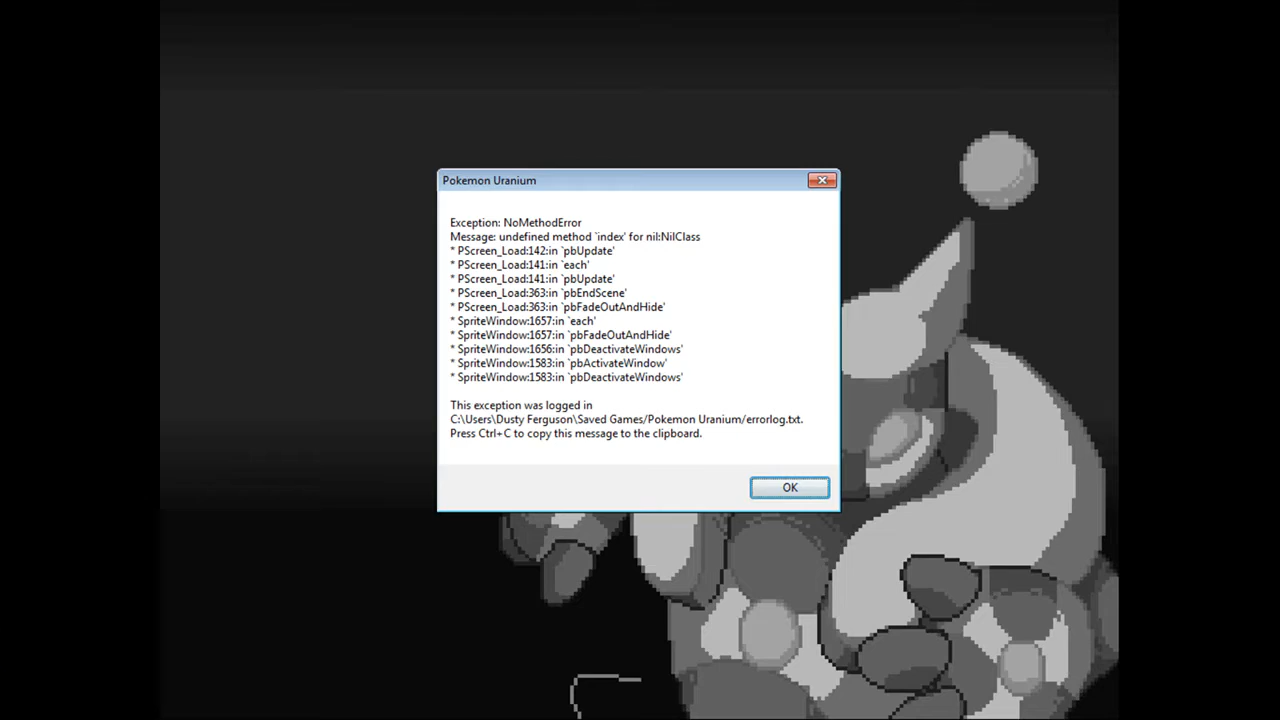 Pokemon Uranium
Exception: NoMethodError
Message: undefined method `index' for nil:NilClass
* PScreen_Load:142:in `pbUpdate'
* PScreen_Load:141:in `each'
* PScreen_Load:141:in `pbUpdate'
* PScreen_Load:363:in `pbEndScene'
* PScreen_Load:363:in `pbFadeOutAndHide'
* SpriteWindow:1657:in `each'
* SpriteWindow:1657:in `pbFadeOutAndHide'
* SpriteWindow:1656:in `pbDeactivateWindows'
* SpriteWindow:1583:in `pbActivateWindow'
* SpriteWindow:1583:in `pbDeactivateWindows'
This exception was logged in
C:\Users\Dusty Ferguson\Saved Games/Pokemon Uranium/errorlog.txt.
Press Ctrl+C to copy this message to the clipboard.
OK